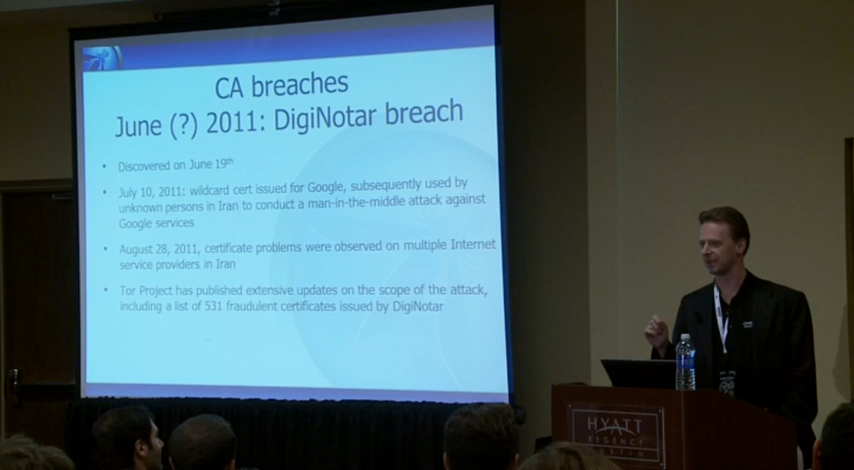 CA breaches
June (?) 2011: DigiNotar breach
• Discovered on June 19th
• July 10, 2011: wildcard cert issued for Google, subsequently used by
unknown persons in Iran to conduct a man-in-the-middle attack against
Google services
• August 28, 2011, certificate problems were observed on multiple Internet
service providers in Iran
• Tor Project has published extensive updates on the scope of the attack,
including a list of 531 fraudulent certificates issued by DigiNotar
HYATT
REGENCY
AUSTIN